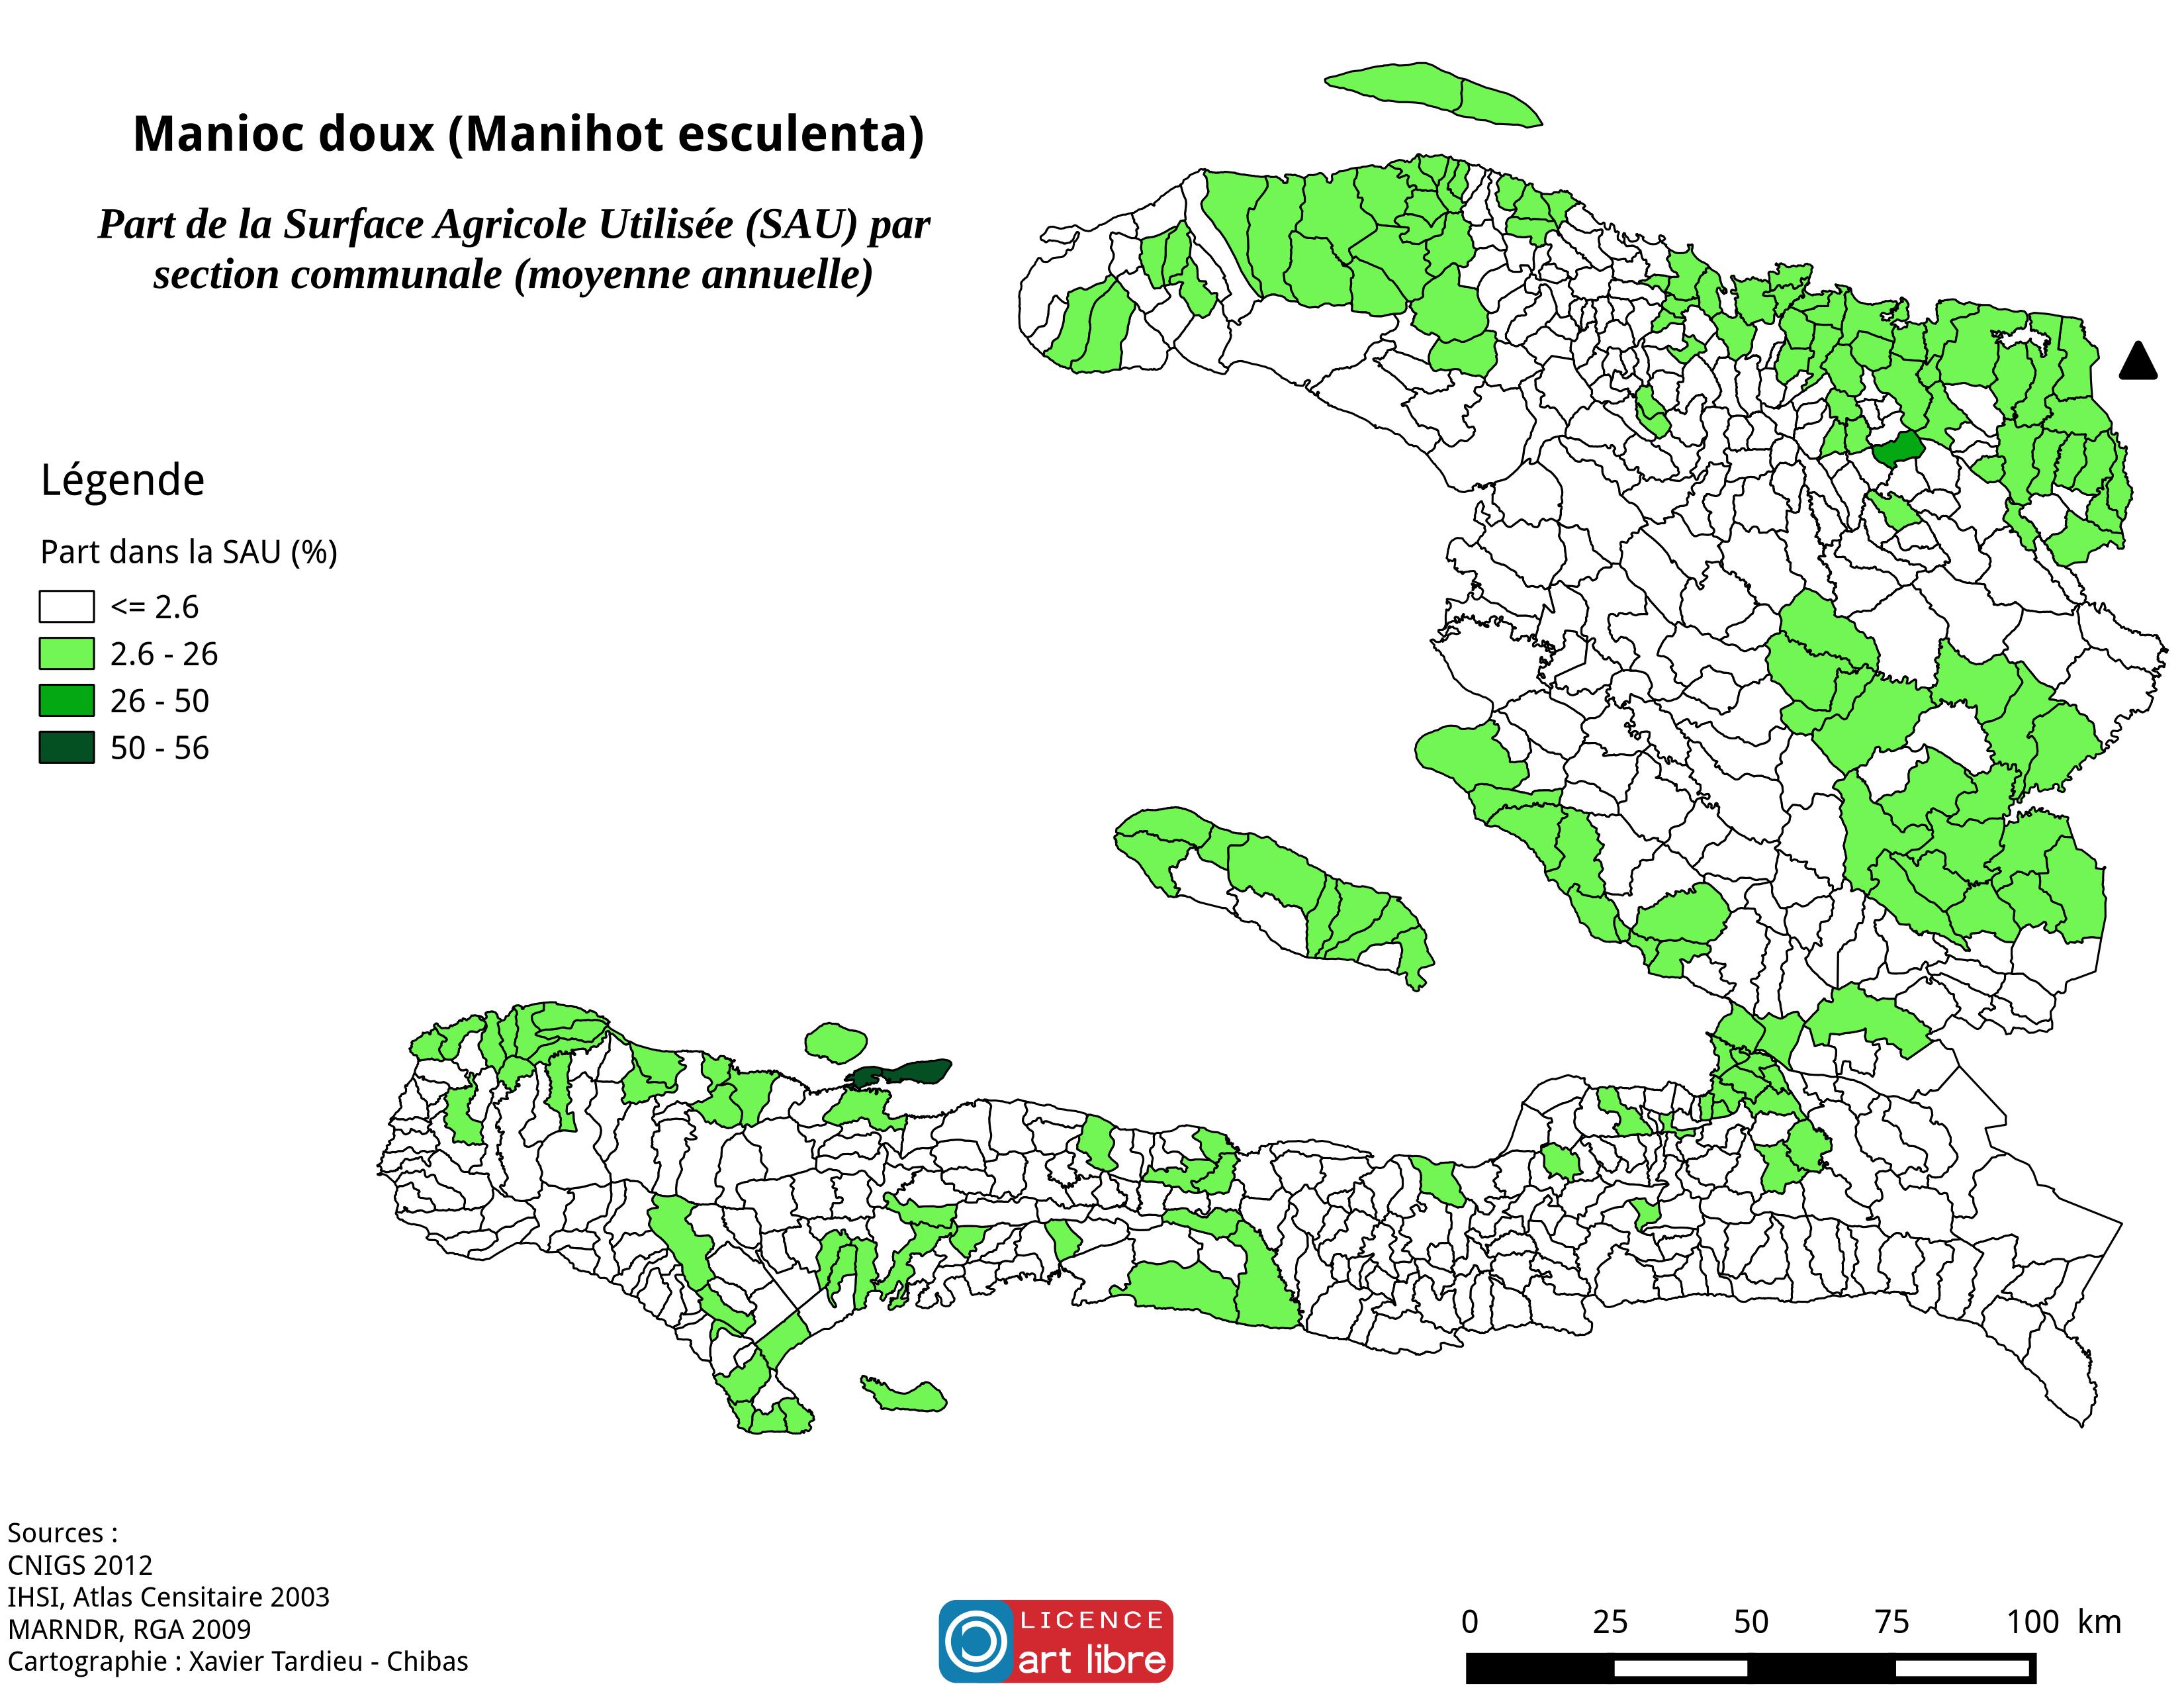 Manioc doux (Manihot esculenta)
Part de la Surface Agricole Utilisée (SAU) par
section communale (moyenne annuelle)
Légende
Part dans la SAU (%)
<= 2.6
2.6 - 26
26 - 50
50 - 56
Sources :
CNIGS 2012
IHSI, Atlas Censitaire 2003
MARNDR, RGA 2009
Cartographie : Xavier Tardieu - Chibas
LICENCE
art libre
0 25 50 75 100 km